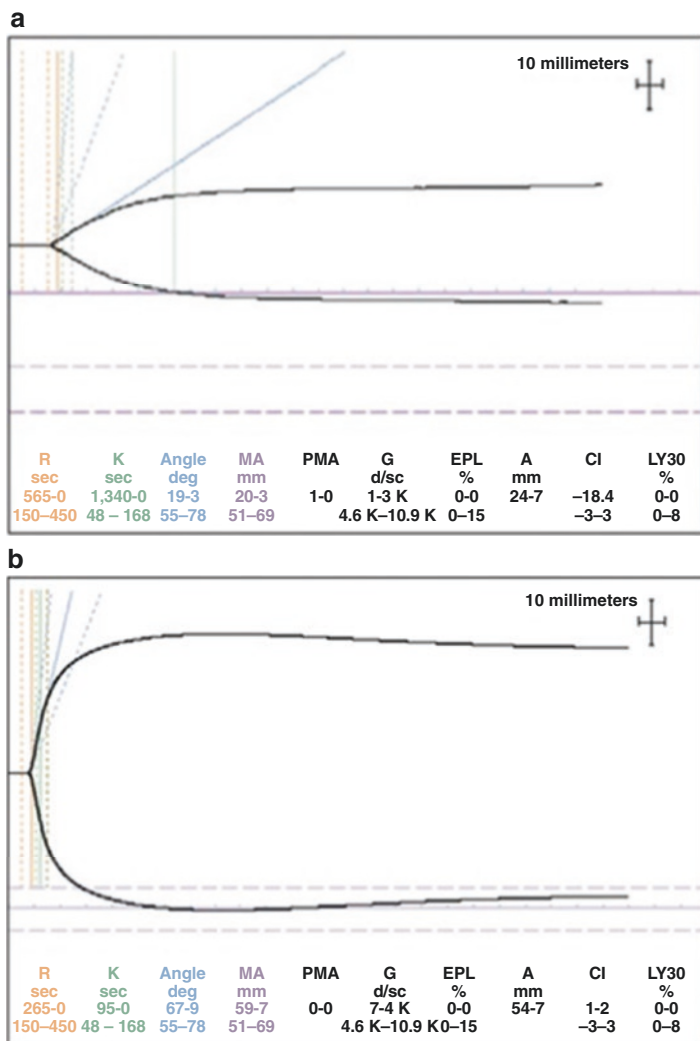 a
10 millimeters
R K Angle MA PMA G EPL A CI LY30
sec sec deg mm d/sc % mm %
565-0 1,340-0 19-3 20-3 1-0 1-3 K 0-0 24-7 –18.4 0-0
150–450 48 – 168 55–78 51–69 4.6 K–10.9 K 0–15 –3–3 0–8
b
10 millimeters
R K Angle MA PMA G EPL A CI LY30
sec sec deg mm d/sc % mm %
265-0 95-0 67-9 59-7 0-0 7-4 K 0-0 54-7 1-2 0-0
150–450 48 – 168 55–78 51–69 4.6 K–10.9 K 0–15 –3–3 0–8